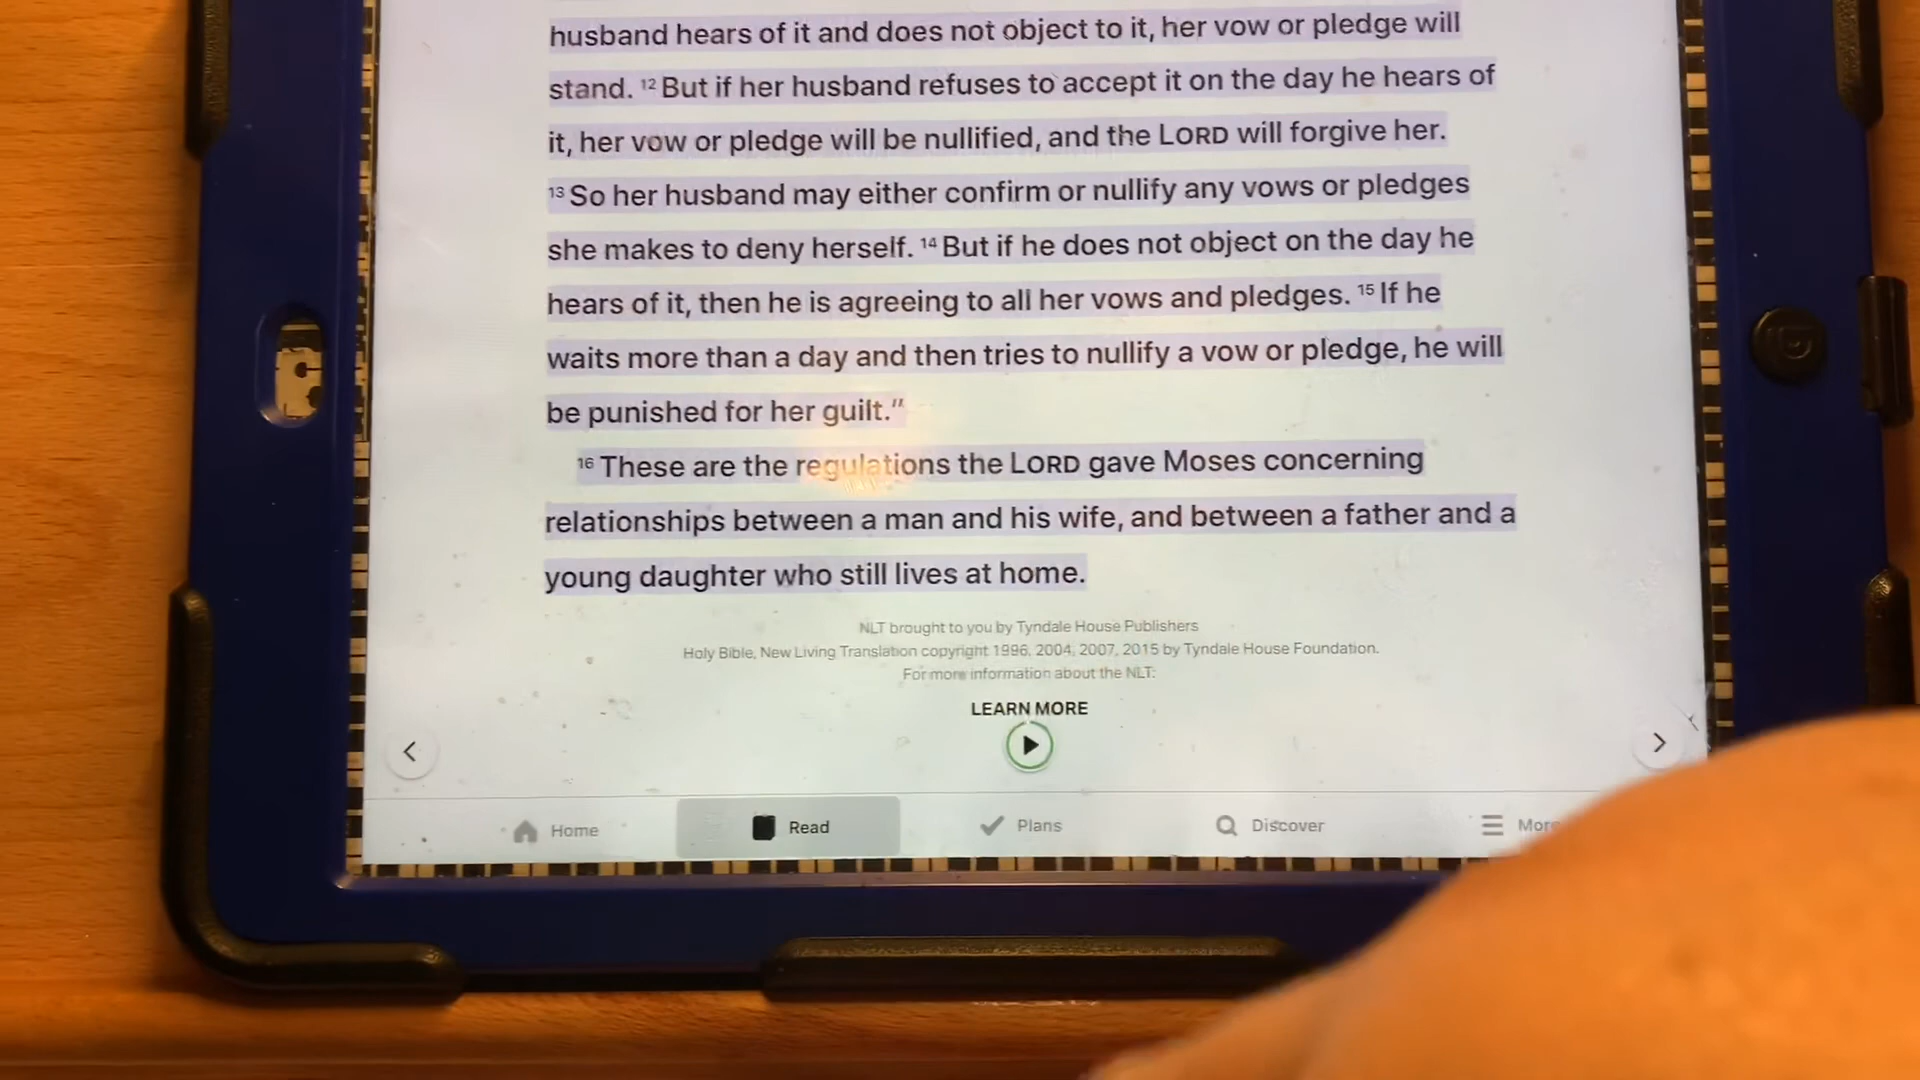 husband hears of it and does not object to it, her vow or pledge will
stand. 12 But if her husband refuses to accept it on the day he hears of
it, her vow or pledge will be nullified, and the LORD will forgive her.
13 So her husband may either confirm or nullify any vows or pledges
she makes to deny herself. 14 But if he does not object on the day he
hears of it, then he is agreeing to all her vows and pledges. 15 If he
waits more than a day and then tries to nullify a vow or pledge, he will
be punished for her guilt.”
16 These are the regulations the LORD gave Moses concerning
relationships between a man and his wife, and between a father and a
young daughter who still lives at home.
NLT brought to you by Tyndale House Publishers
Holy Bible, New Living Translation copyright 1996, 2004, 2007, 2015 by Tyndale House Foundation.
For more information about the NLT:
LEARN MORE
Home Read Plans Discover More